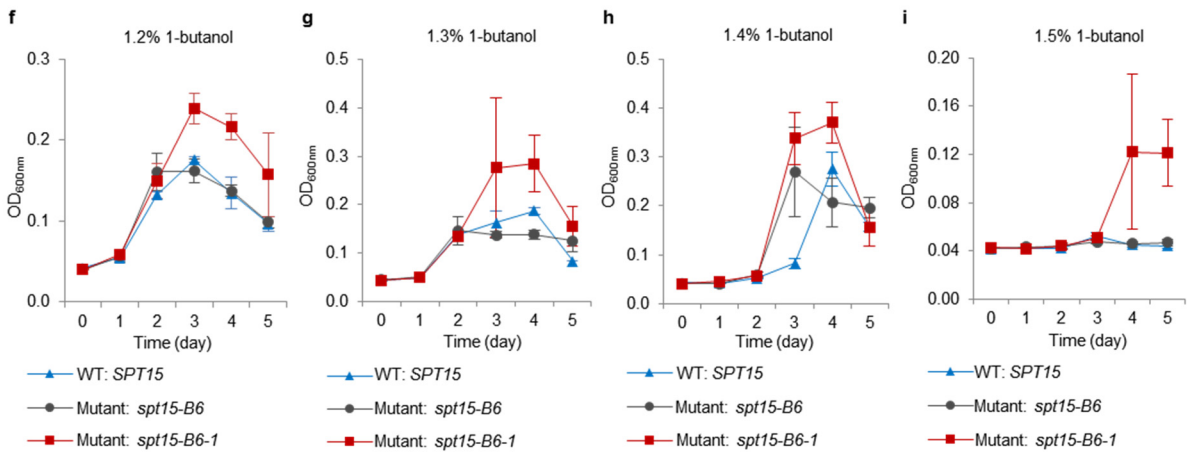 f
1.2% 1-butanol
0.3
0.2
0.1
0.0
OD600nm
0 1 2 3 4 5
Time (day)
WT: SPT15
Mutant: spt15-B6
Mutant: spt15-B6-1
g
1.3% 1-butanol
0.5
0.4
0.3
0.2
0.1
0.0
OD600nm
0 1 2 3 4 5
Time (day)
WT: SPT15
Mutant: spt15-B6
Mutant: spt15-B6-1
h
1.4% 1-butanol
0.5
0.4
0.3
0.2
0.1
0.0
OD600nm
0 1 2 3 4 5
Time (day)
WT: SPT15
Mutant: spt15-B6
Mutant: spt15-B6-1
i
1.5% 1-butanol
0.20
0.16
0.12
0.08
0.04
0.00
OD600nm
0 1 2 3 4 5
Time (day)
WT: SPT15
Mutant: spt15-B6
Mutant: spt15-B6-1